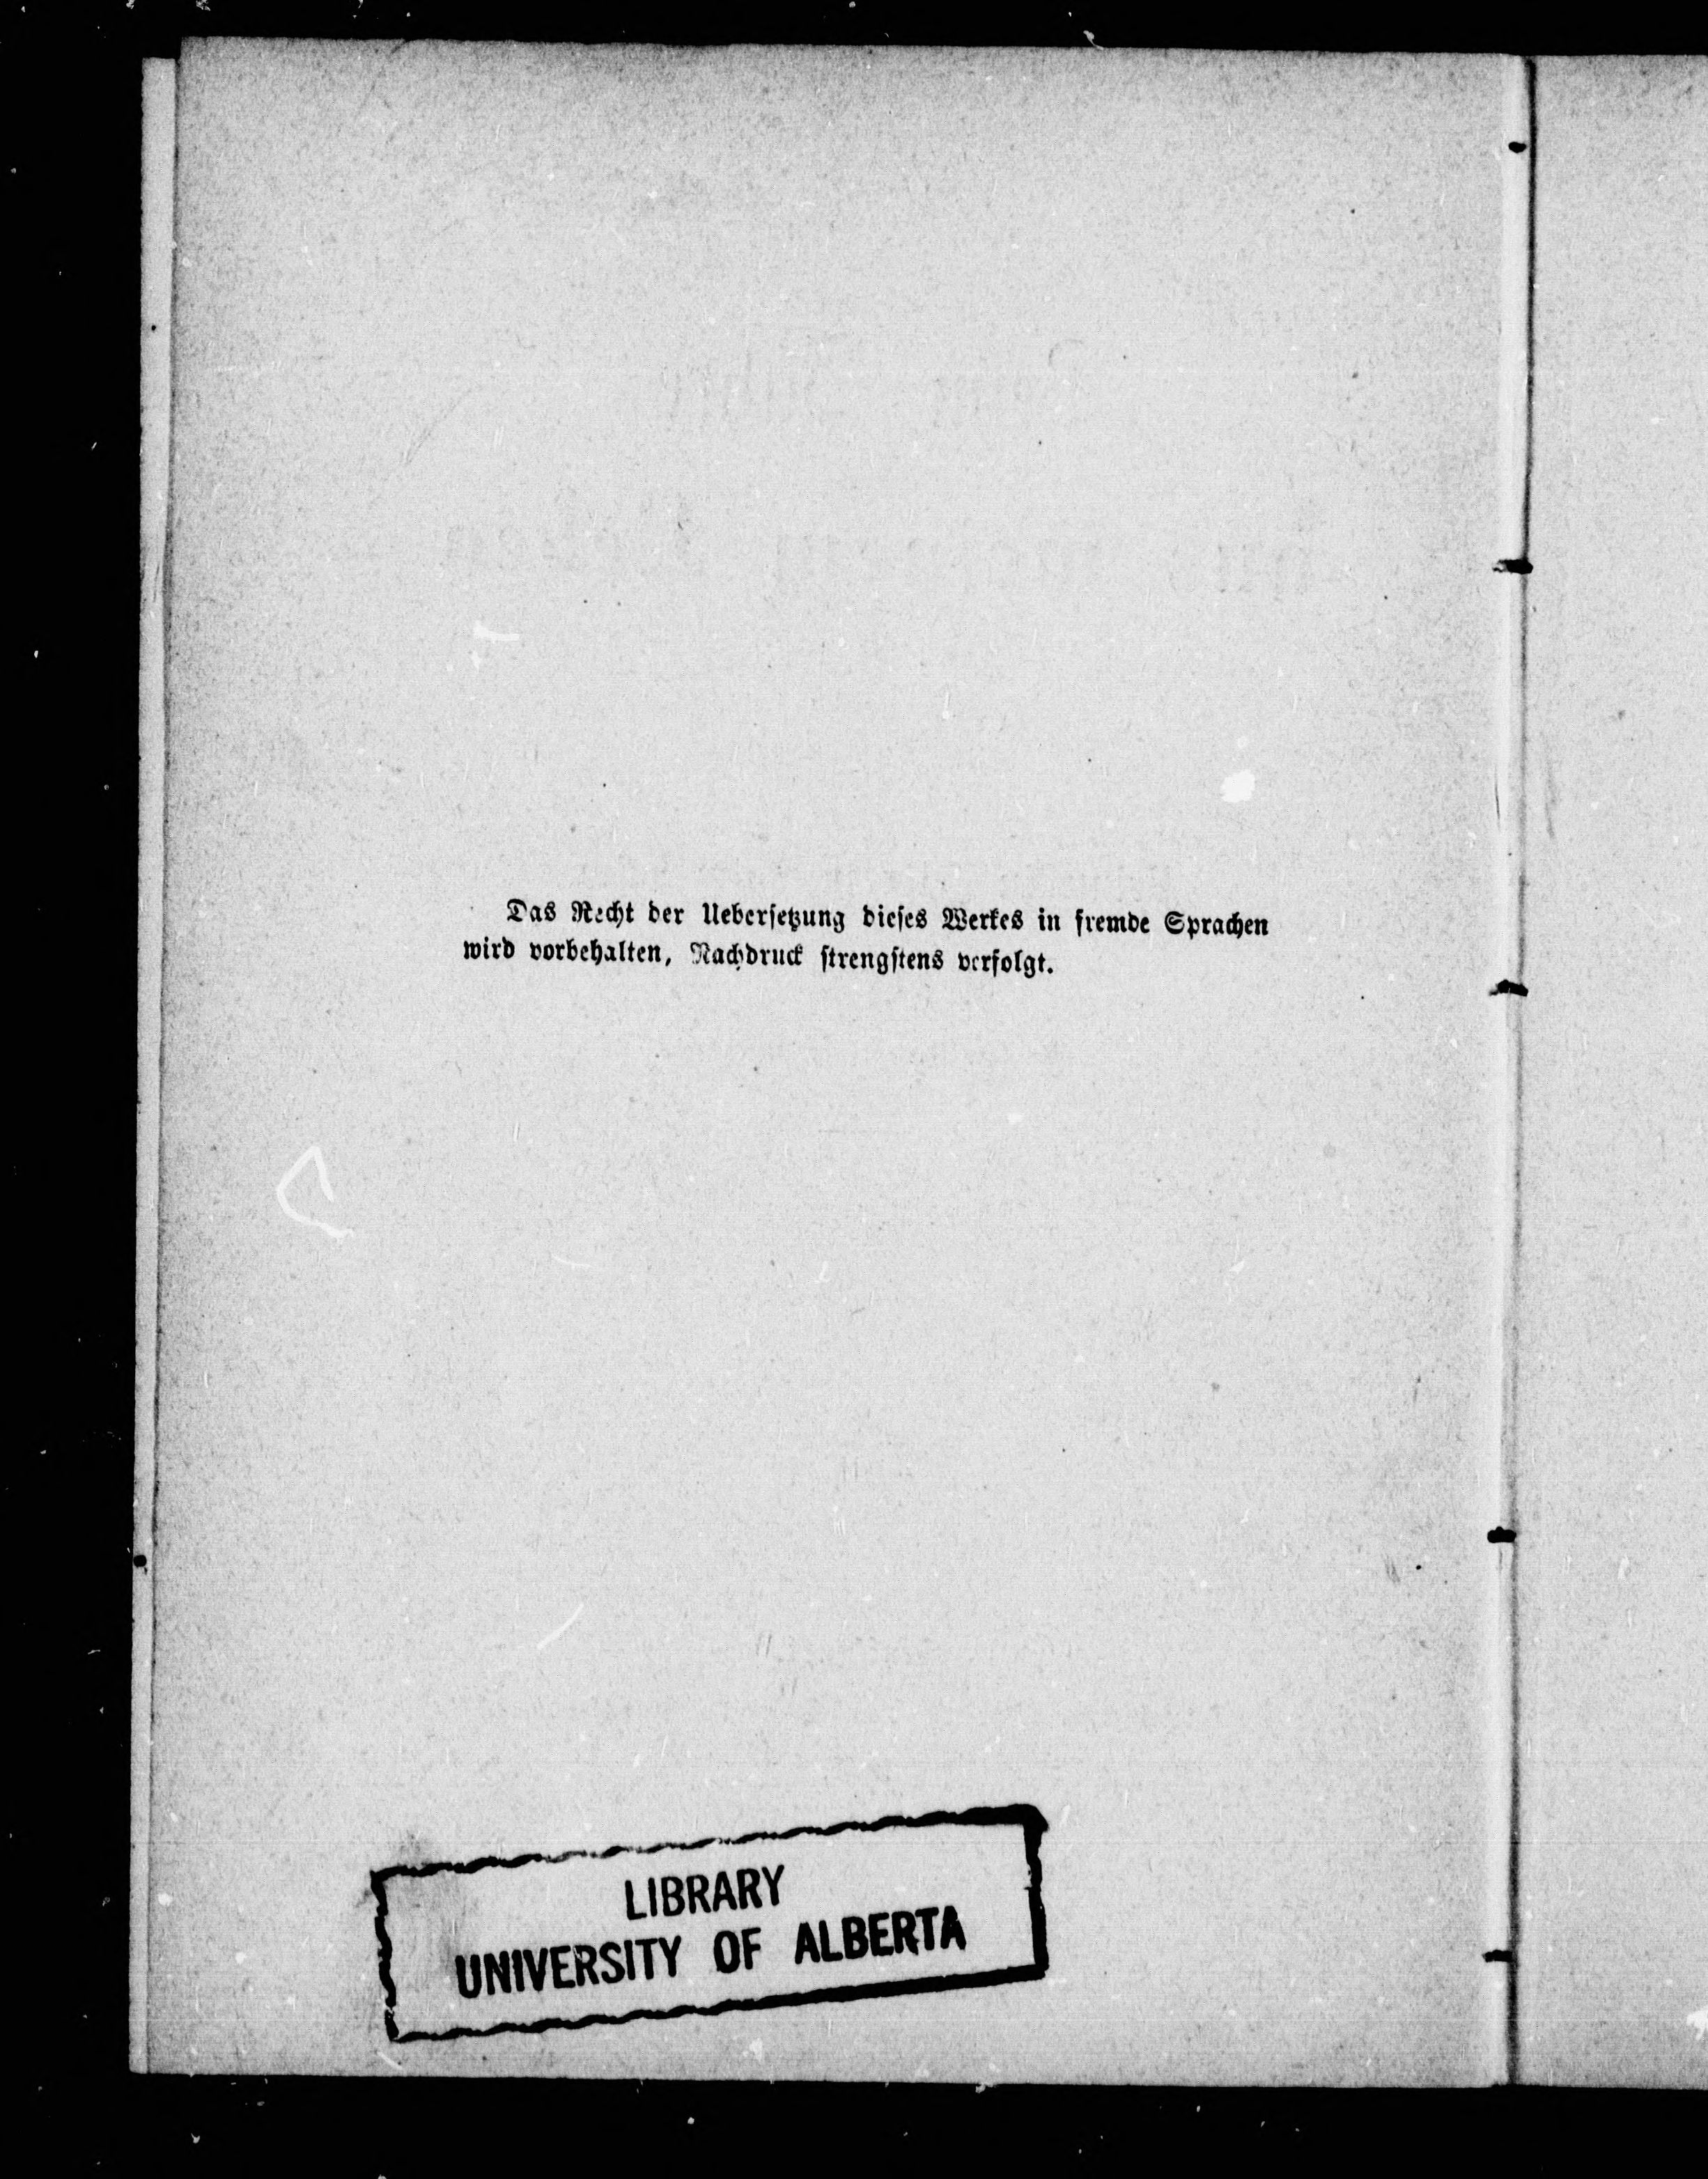 Das Recht der Uebersetzung dieses Werkes in fremde Sprachen
wird vorbehalten, Nachdruck strengstens verfolgt.
LIBRARY
UNIVERSITY OF ALBERTA